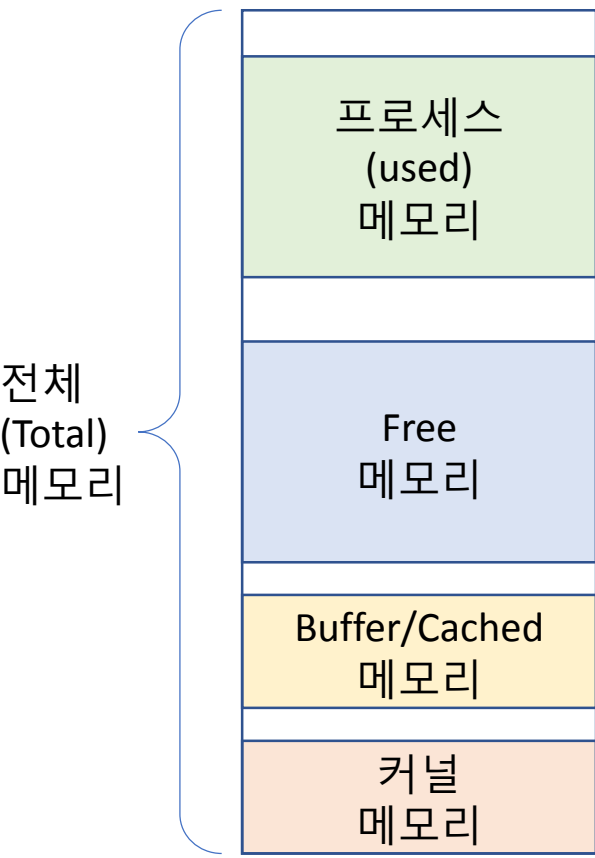 전체
(Total)
메모리
프로세스
(used)
메모리
Free
메모리
Buffer/Cached
메모리
커널
메모리